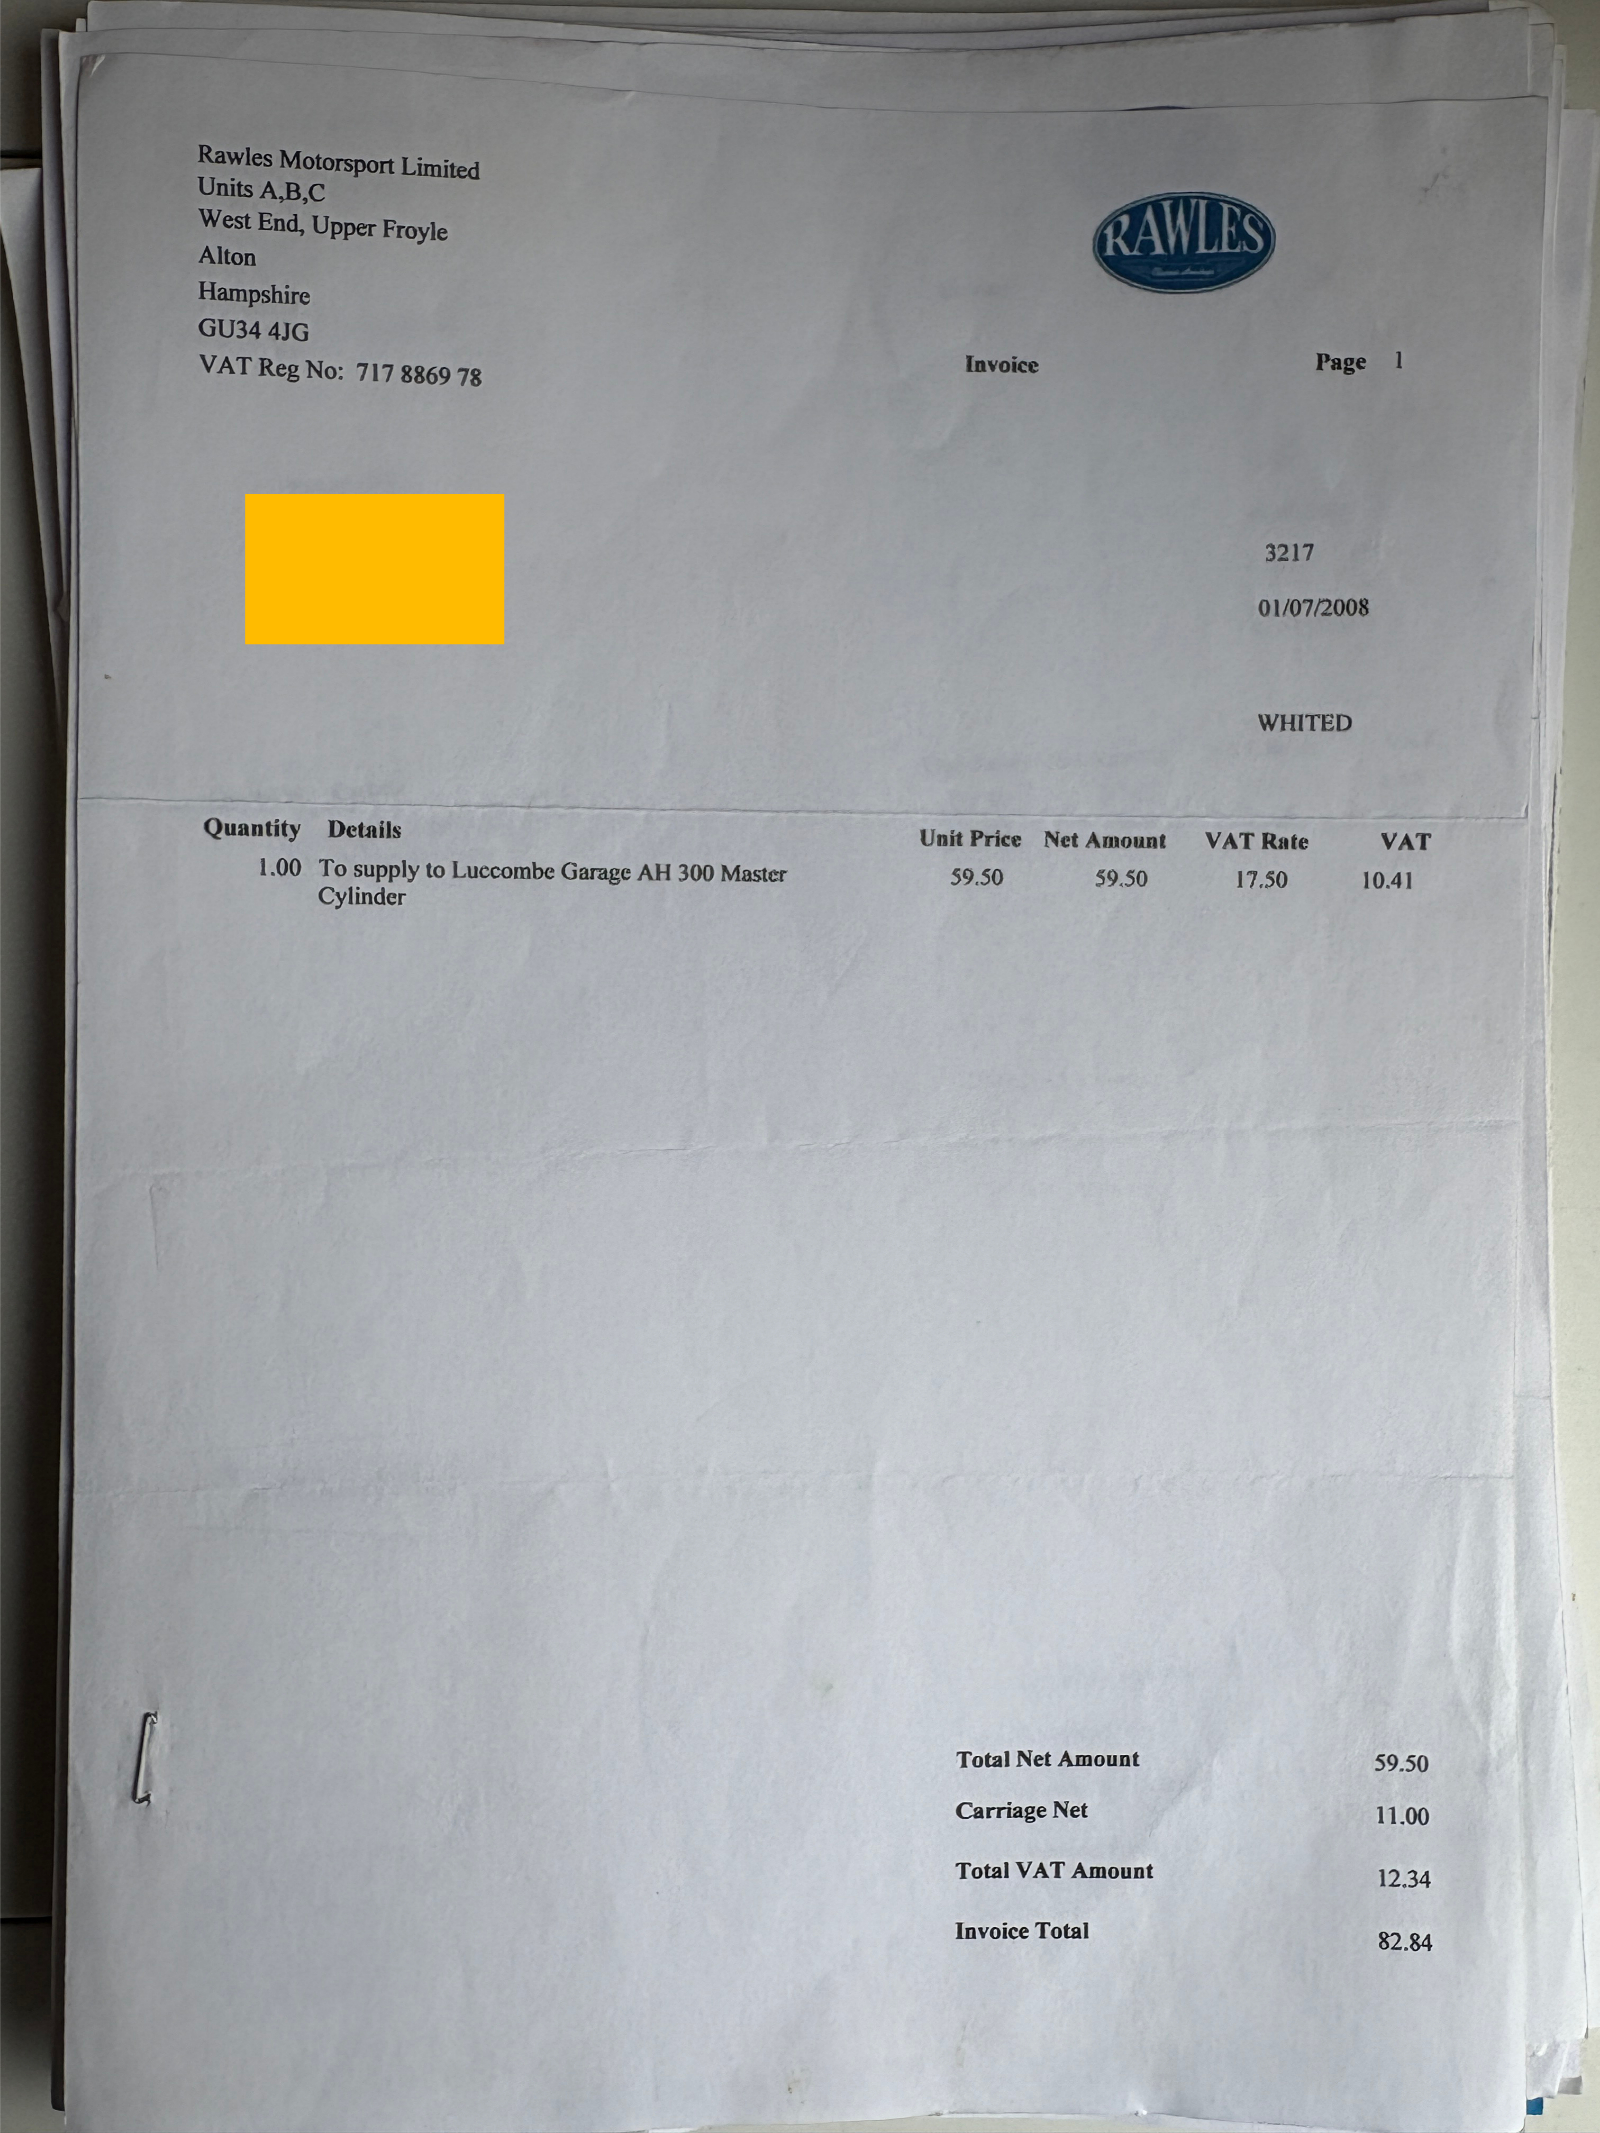 Rawles Motorsport Limited
Units A,B,C
West End, Upper Froyle
Alton
Hampshire
GU34 4JG
VAT Reg No: 717 8869 78
RAWLES
Invoice Page 1
3217
01/07/2008
WHITED
Quantity Details Unit Price Net Amount VAT Rate VAT
1.00 To supply to Luccombe Garage AH 300 Master 59.50 59.50 17.50 10.41
Cylinder
Total Net Amount 59.50
Carriage Net 11.00
Total VAT Amount 12.34
Invoice Total 82.84